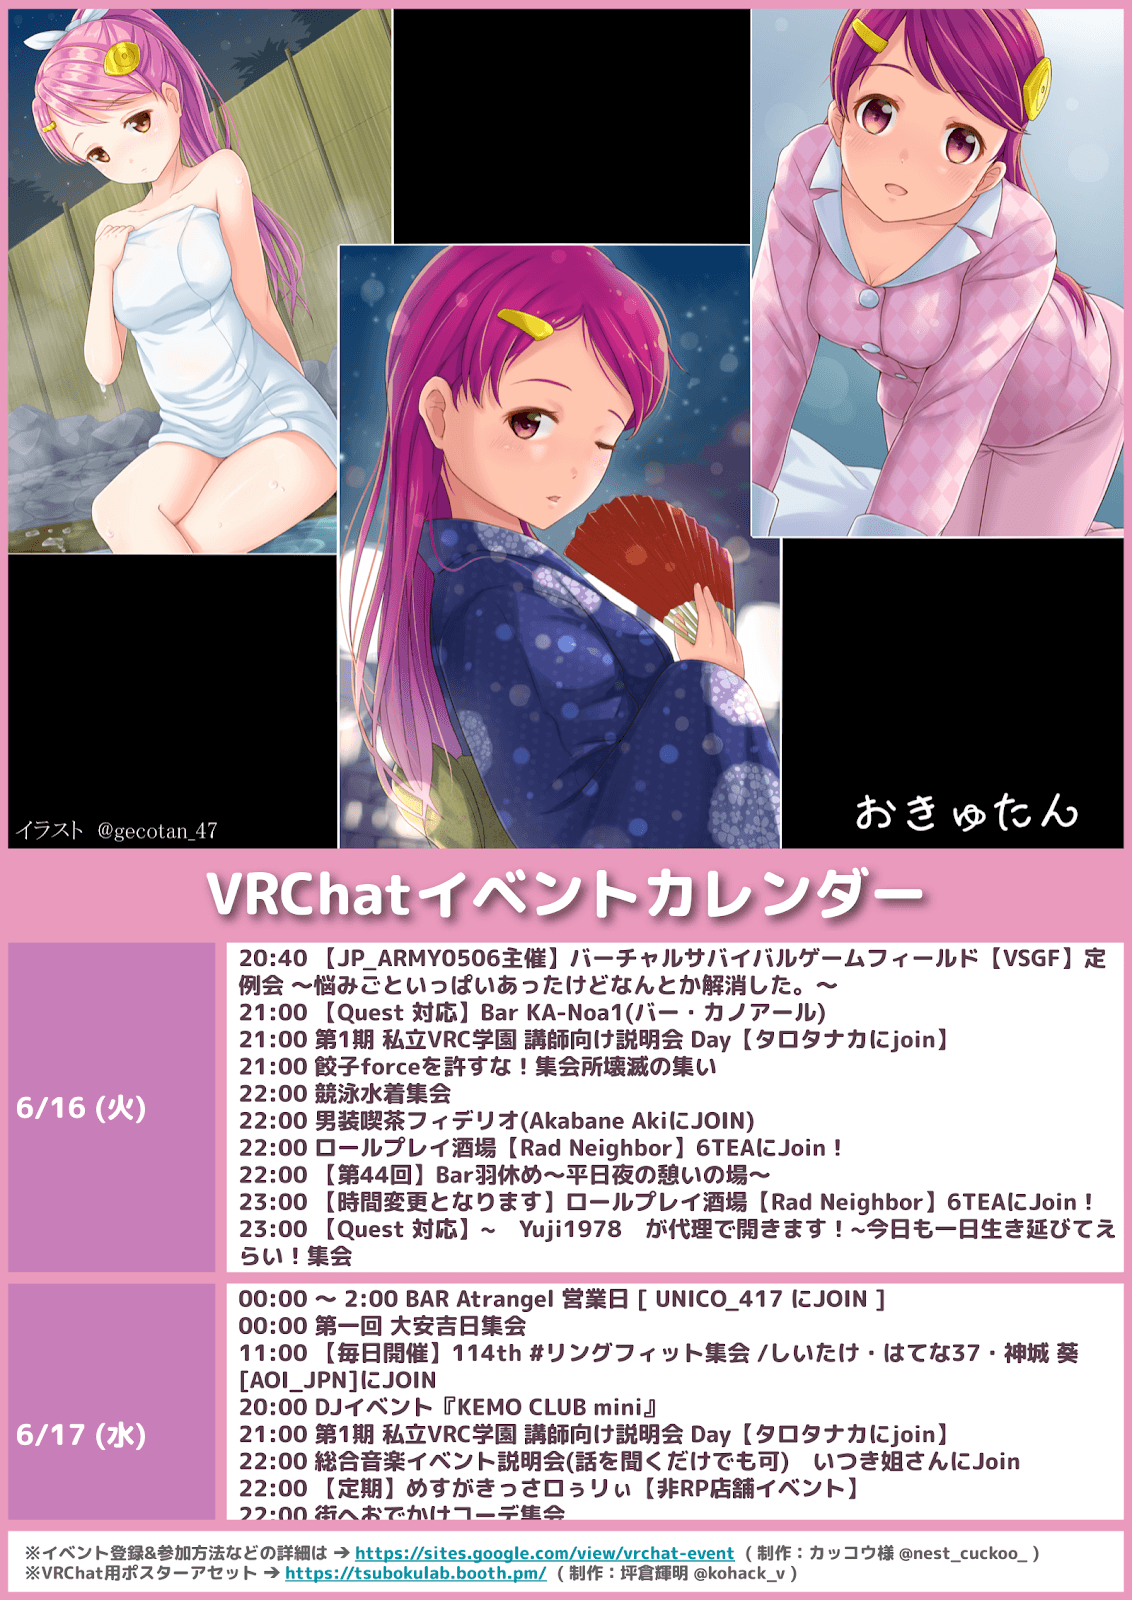 イラスト @gecotan_47
おきゅたん
VRChatイベントカレンダー
6/16 (火)
20:40 【JP_ARMY0506主催】バーチャルサバイバルゲームフィールド【VSGF】定
例会 ～悩みごといっぱいあったけどなんとか解消した。～
21:00 【Quest 対応】Bar KA-Noa1(バー・カノアール)
21:00 第1期 私立VRC学園 講師向け説明会 Day【タロタナカにjoin】
21:00 餃子forceを許すな！集会所壊滅の集い
22:00 競泳水着集会
22:00 男装喫茶フィデリオ(Akabane AkiにJOIN)
22:00 ロールプレイ酒場【Rad Neighbor】6TEAにJoin！
22:00 【第44回】Bar羽休め～平日夜の憩いの場～
23:00 【時間変更となります】ロールプレイ酒場【Rad Neighbor】6TEAにJoin！
23:00 【Quest 対応】~　Yuji1978　が代理で開きます！~今日も一日生き延びてえ
らい！集会
6/17 (水)
00:00 ～ 2:00 BAR Atrangel 営業日 [ UNICO_417 にJOIN ]
00:00 第一回 大安吉日集会
11:00 【毎日開催】114th #リングフィット集会 /しいたけ・はてな37・神城 葵
[AOI_JPN]にJOIN
20:00 DJイベント『KEMO CLUB mini』
21:00 第1期 私立VRC学園 講師向け説明会 Day【タロタナカにjoin】
22:00 総合音楽イベント説明会(話を聞くだけでも可)　いつき姐さんにJoin
22:00 【定期】めすがきっさロぅリぃ【非RP店舗イベント】
22:00 街へおでかけコーデ集会
※イベント登録&参加方法などの詳細は → https://sites.google.com/view/vrchat-event ( 制作：カッコウ様 @nest_cuckoo_ )
※VRChat用ポスターアセット → https://tsubokulab.booth.pm/ ( 制作：坪倉輝明 @kohack_v )